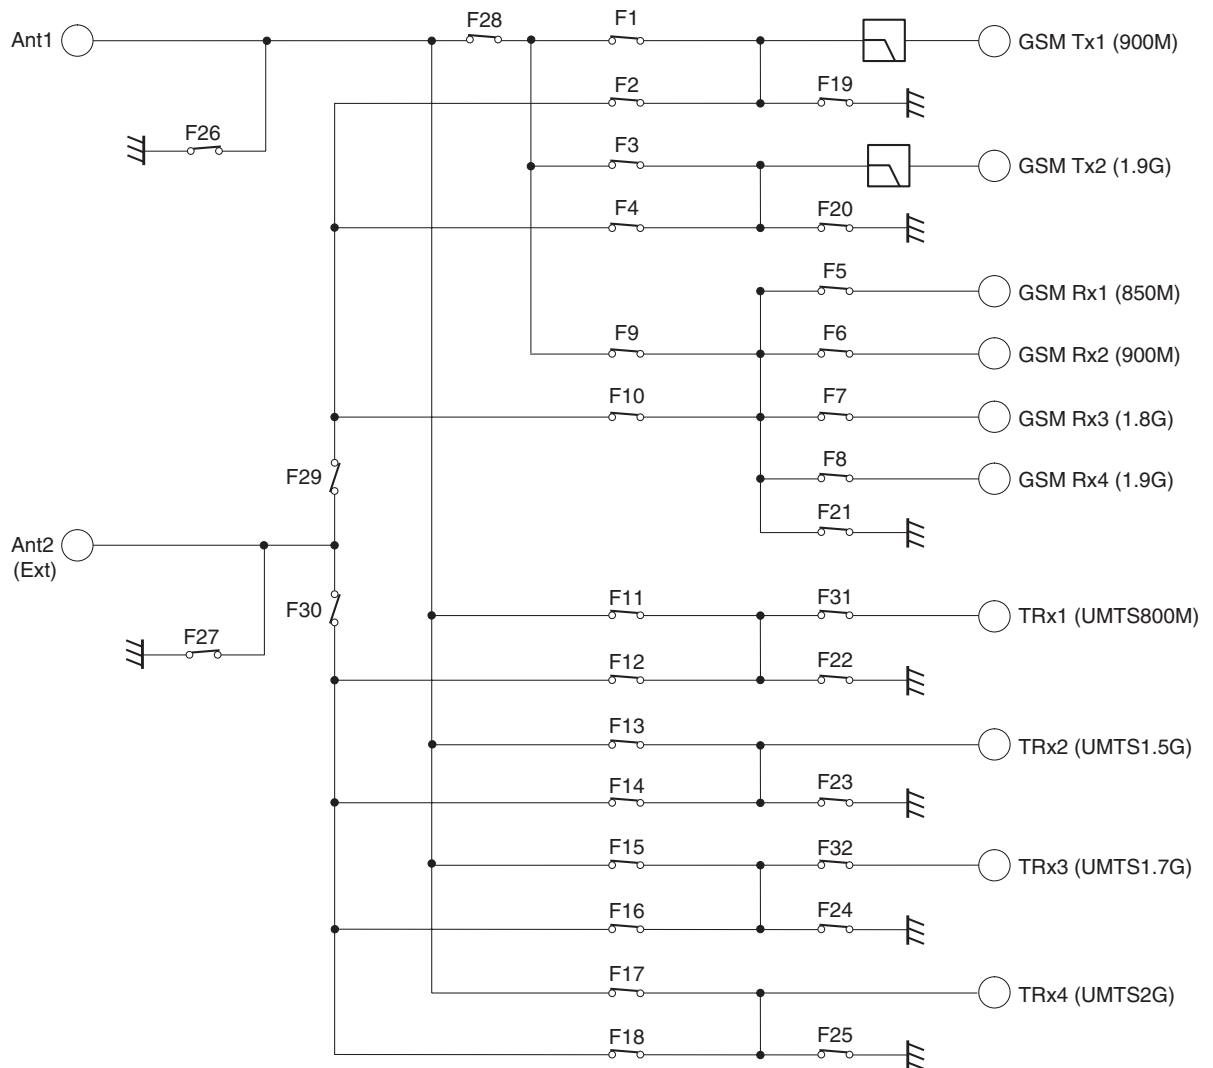 F28
F1
Ant1
GSM Tx1 (900M)
F2
F19
F26
F3
GSM Tx2 (1.9G)
F4
F20
F5
GSM Rx1 (850M)
F9
F6
GSM Rx2 (900M)
F10
F7
GSM Rx3 (1.8G)
F29
F8
GSM Rx4 (1.9G)
F21
Ant2
(Ext)
F30
F11
F31
TRx1 (UMTS800M)
F27
F12
F22
F13
TRx2 (UMTS1.5G)
F14
F23
F15
F32
TRx3 (UMTS1.7G)
F16
F24
F17
TRx4 (UMTS2G)
F18
F25